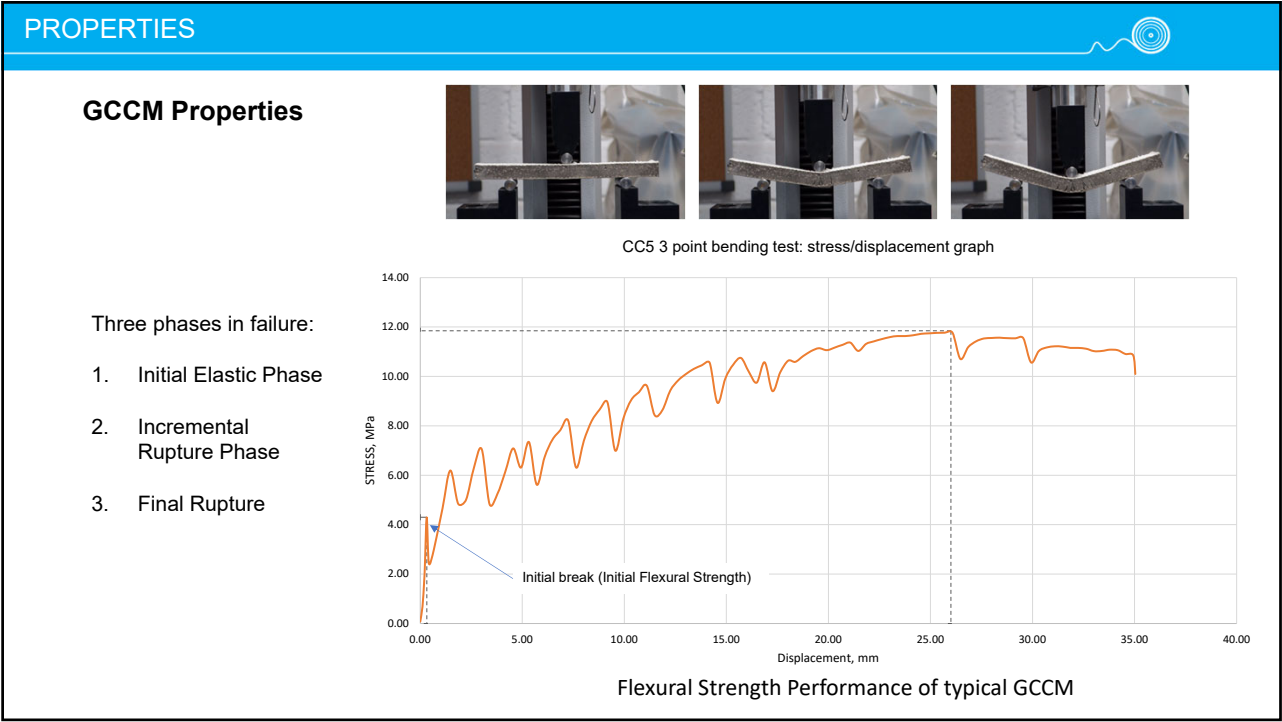 PROPERTIES
GCCM Properties
Three phases in failure:
1. Initial Elastic Phase
2. Incremental
Rupture Phase
3. Final Rupture
CC5 3 point bending test: stress/displacement graph
14.00
12.00
10.00
8.00
6.00
4.00
2.00
0.00
STRESS, MPa
Initial break (Initial Flexural Strength)
0.00 5.00 10.00 15.00 20.00 25.00 30.00 35.00 40.00
Displacement, mm
Flexural Strength Performance of typical GCCM